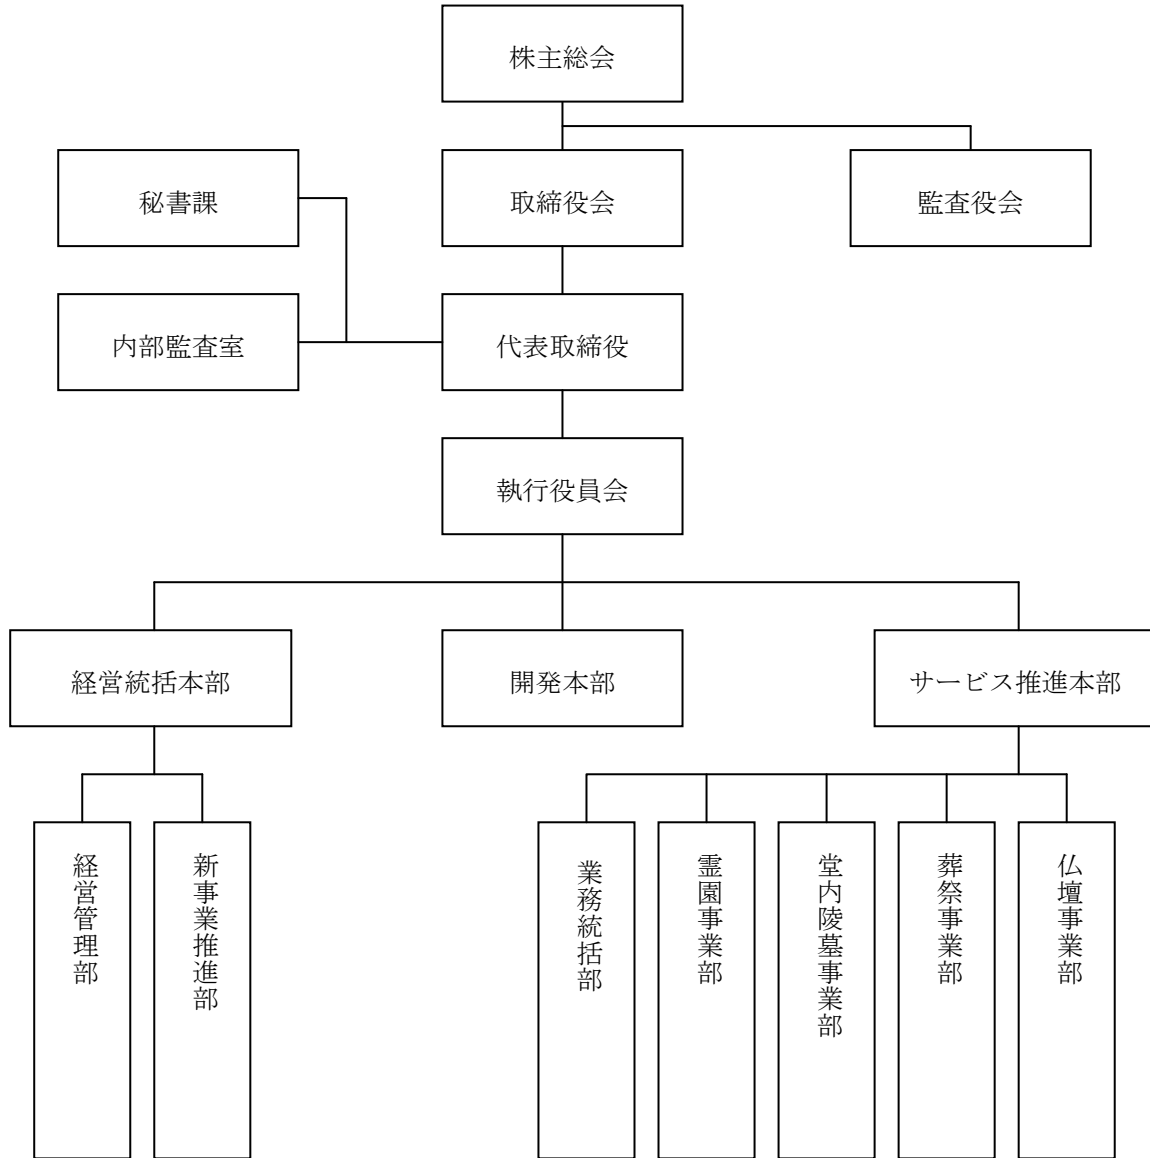 株主総会
秘書課
取締役会
監査役会
内部監査室
代表取締役
執行役員会
経営統括本部
開発本部
サービス推進本部
経営管理部
新事業推進部
業務統括部
霊園事業部
堂内陵墓事業部
葬祭事業部
仏壇事業部